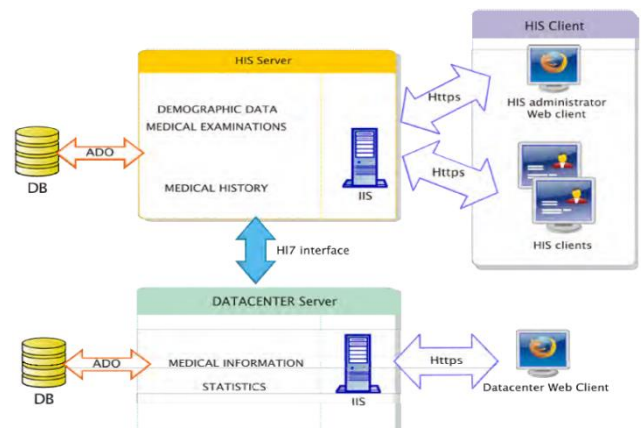 HIS Client
HIS Server
Https
HIS administrator
Web client
DEMOGRAPHIC DATA
MEDICAL EXAMINATIONS
ADO
DB
MEDICAL HISTORY
IIS
Https
HIS clients
Hl7 interface
DATACENTER Server
ADO
DB
MEDICAL INFORMATION
STATISTICS
IIS
Https
Datacenter Web Client